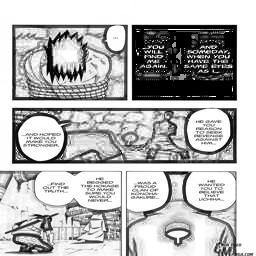 ...
...YOU
WILL
FIND
ME
AGAIN.
AND
SOMEDAY,
WHEN YOU
HAVE THE
SAME EYES
AS I...
HE GAVE
YOU
REASON
TO SEEK
REVENGE
AGAINST
HIM...
...AND HOPED
IT WOULD
MAKE YOU
STRONGER.
HE BEGGED
THE HOKAGE
TO MAKE
SURE YOU
WOULD
NEVER...
...FIND
OUT THE
TRUTH...
HE WANTED
YOU TO
BELIEVE
THAT
UCHIHA...
...WAS A
PROUD
CLAN OF
KONOHA-
GAKURE...